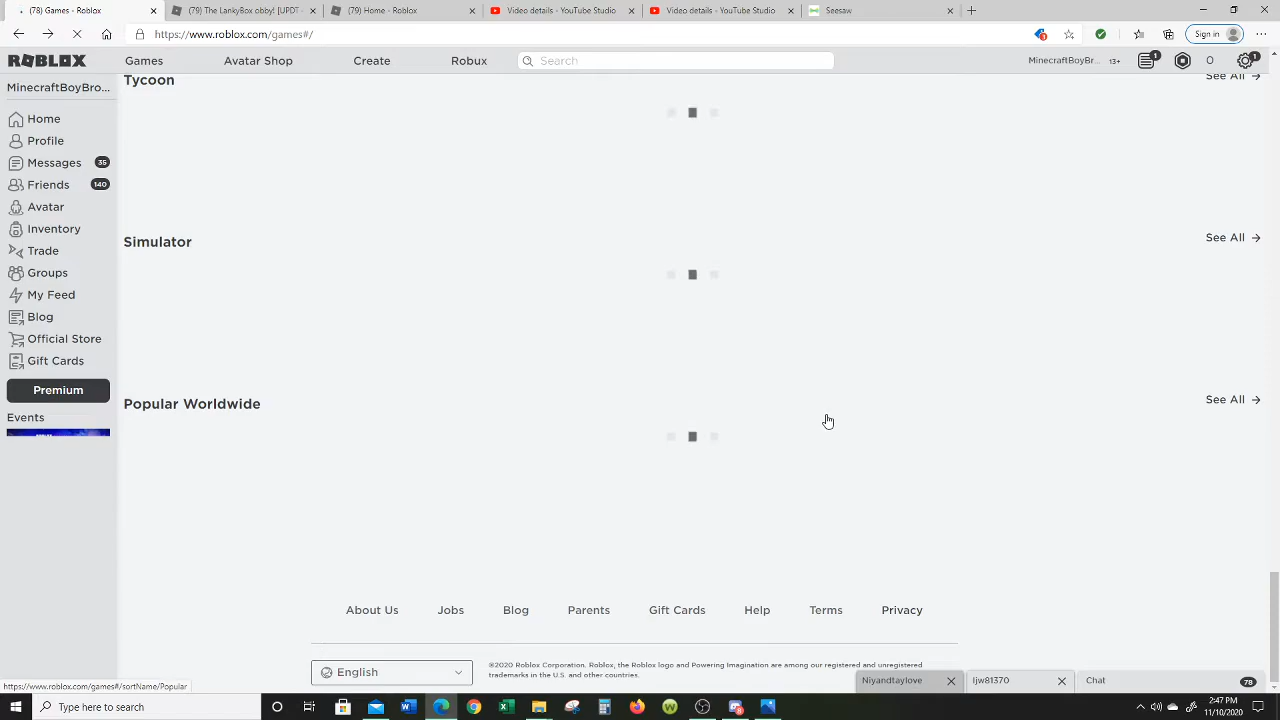 (78) Games - Roblox
(79) The LankyBox obby! [UPDT -
(79) Home - Roblox
Video details - YouTube Studio
Video details - YouTube Studio
Seesaw
https://www.roblox.com/games#/
Sign in
ROBLOX
Games
Avatar Shop
Create
Robux
Search
MinecraftBoyBr... 13+
1
0
1
MinecraftBoyBro...
Home
Profile
Messages 35
Friends 140
Avatar
Inventory
Trade
Groups
My Feed
Blog
Official Store
Gift Cards
Premium
Events
Tycoon
See All →
Simulator
See All →
Popular Worldwide
See All →
About Us
Jobs
Blog
Parents
Gift Cards
Help
Terms
Privacy
English
©2020 Roblox Corporation. Roblox, the Roblox logo and Powering Imagination are among our registered and unregistered
trademarks in the U.S. and other countries.
https://www.roblox.com/games#/sortName/Popular
Niyandtaylove
ljw81370
Chat
78
Type here to search
2:47 PM
11/10/2020